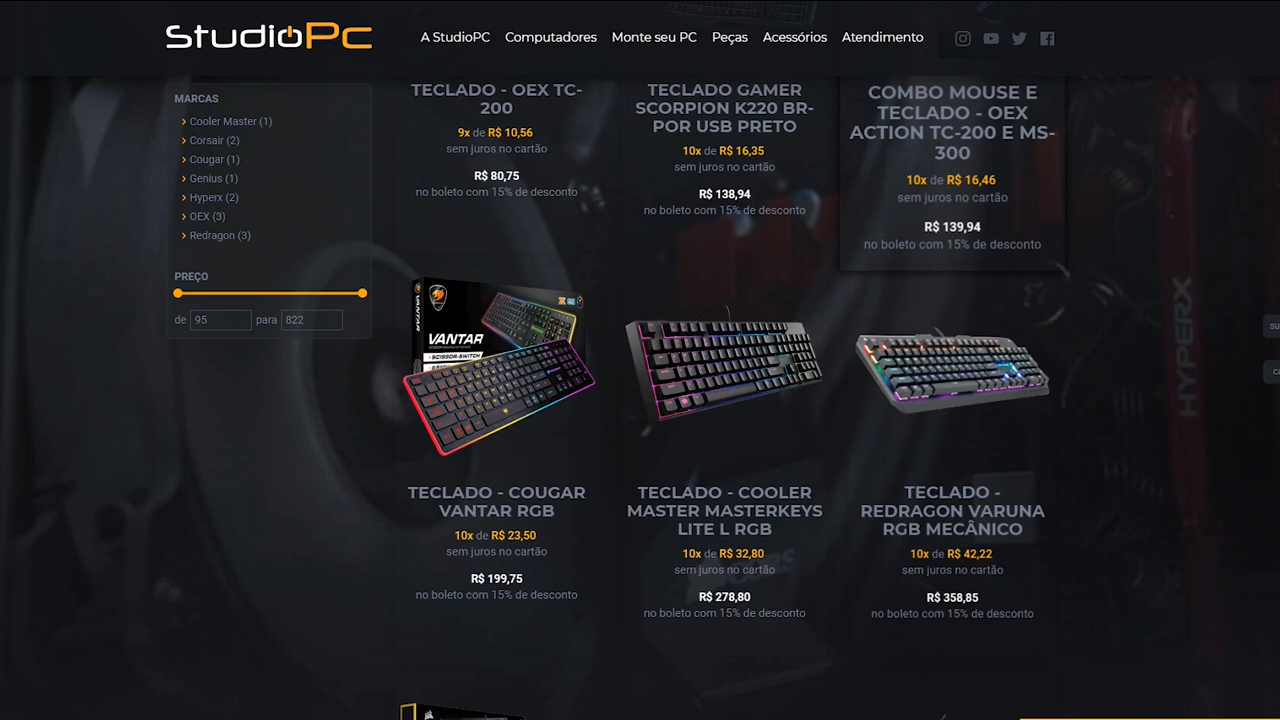 StudioPc
A StudioPC
Computadores
Monte seu PC
Peças
Acessórios
Atendimento
MARCAS
Cooler Master (1)
Corsair (2)
Cougar (1)
Genius (1)
Hyperx (2)
OEX (3)
Redragon (3)
PREÇO
de 95 para 822
TECLADO - OEX TC-
200
9x de R$ 10,56
sem juros no cartão
R$ 80,75
no boleto com 15% de desconto
TECLADO GAMER
SCORPION K220 BR-
POR USB PRETO
10x de R$ 16,35
sem juros no cartão
R$ 138,94
no boleto com 15% de desconto
COMBO MOUSE E
TECLADO - OEX
ACTION TC-200 E MS-
300
10x de R$ 16,46
sem juros no cartão
R$ 139,94
no boleto com 15% de desconto
VANTAR
SCISSOR-SWITCH
TECLADO - COUGAR
VANTAR RGB
10x de R$ 23,50
sem juros no cartão
R$ 199,75
no boleto com 15% de desconto
TECLADO - COOLER
MASTER MASTERKEYS
LITE L RGB
10x de R$ 32,80
sem juros no cartão
R$ 278,80
no boleto com 15% de desconto
TECLADO -
REDRAGON VARUNA
RGB MECÂNICO
10x de R$ 42,22
sem juros no cartão
R$ 358,85
no boleto com 15% de desconto
HYPERX
su
ca